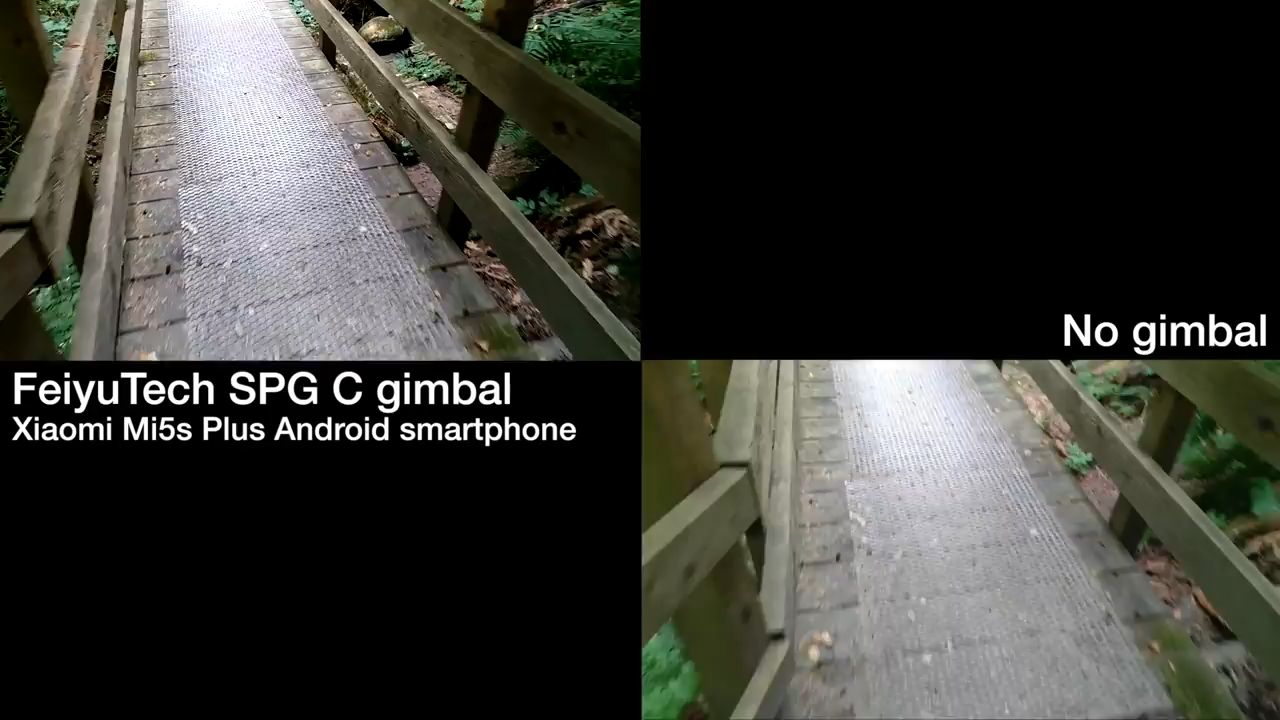 No gimbal
FeiyuTech SPG C gimbal
Xiaomi Mi5s Plus Android smartphone